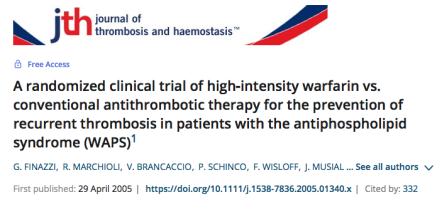 jth journal of
thrombosis and haemostasis™
Free Access
A randomized clinical trial of high-intensity warfarin vs.
conventional antithrombotic therapy for the prevention of
recurrent thrombosis in patients with the antiphospholipid
syndrome (WAPS)1
G. FINAZZI, R. MARCHIOLI, V. BRANCACCIO, P. SCHINCO, F. WISLOFF, J. MUSIAL ... See all authors
First published: 29 April 2005 | https://doi.org/10.1111/j.1538-7836.2005.01340.x | Cited by: 332